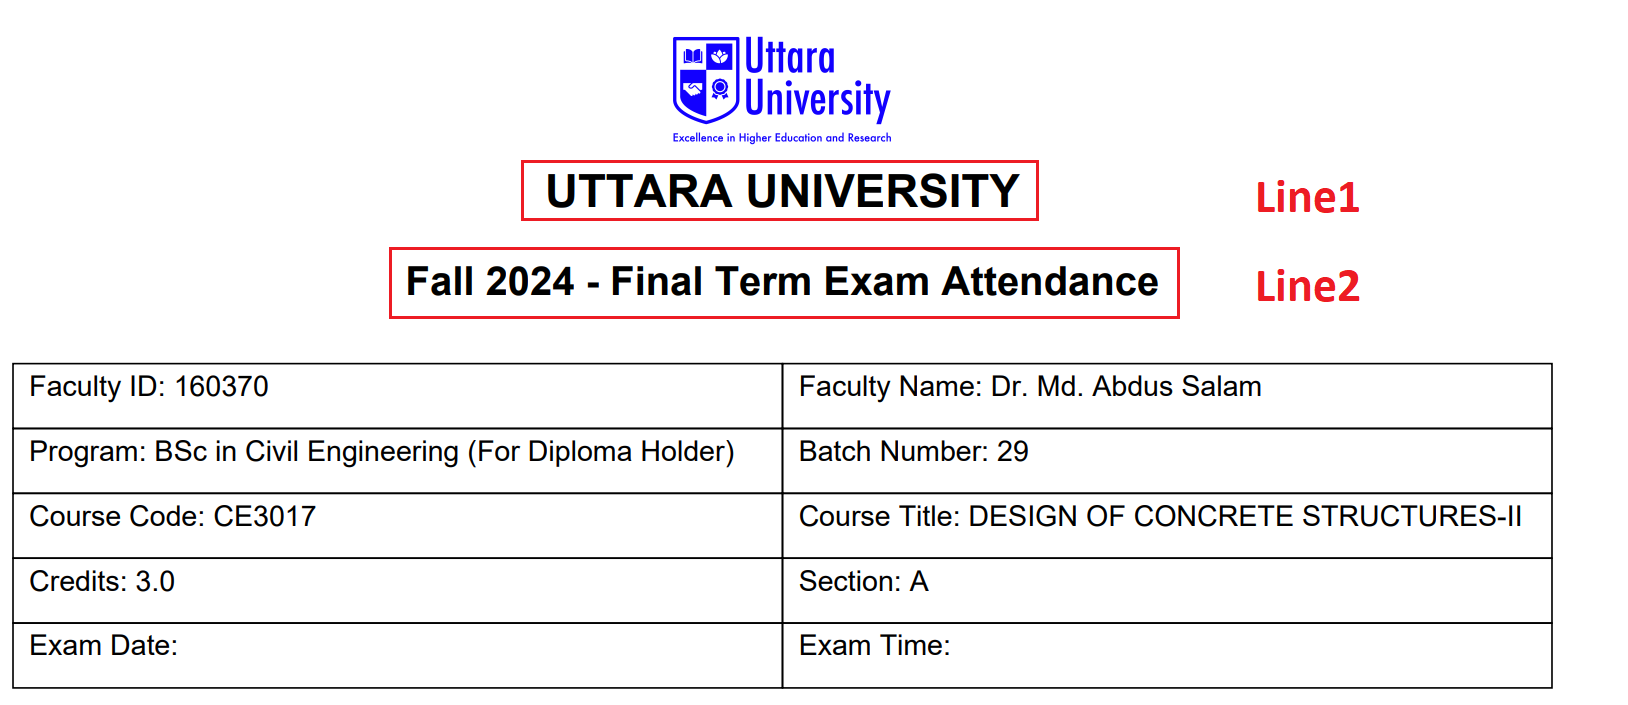 Uttara
University
Excellence in Higher Education and Research
UTTARA UNIVERSITY Line1
Fall 2024 - Final Term Exam Attendance Line2
Faculty ID: 160370 Faculty Name: Dr. Md. Abdus Salam
Program: BSc in Civil Engineering (For Diploma Holder) Batch Number: 29
Course Code: CE3017 Course Title: DESIGN OF CONCRETE STRUCTURES-II
Credits: 3.0 Section: A
Exam Date: Exam Time: